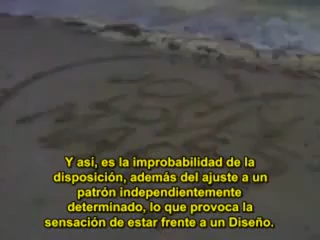 Y así, es la improbabilidad de la
disposición, además del ajuste a un
patrón independientemente
determinado, lo que provoca la
sensación de estar frente a un Diseño.